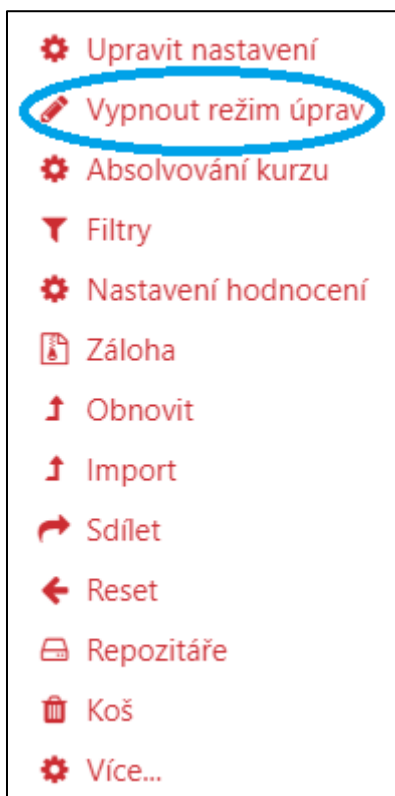 Upravit nastavení
Vypnout režim úprav
Absolvování kurzu
Filtry
Nastavení hodnocení
Záloha
Obnovit
Import
Sdílet
Reset
Repozitáře
Koš
Více...